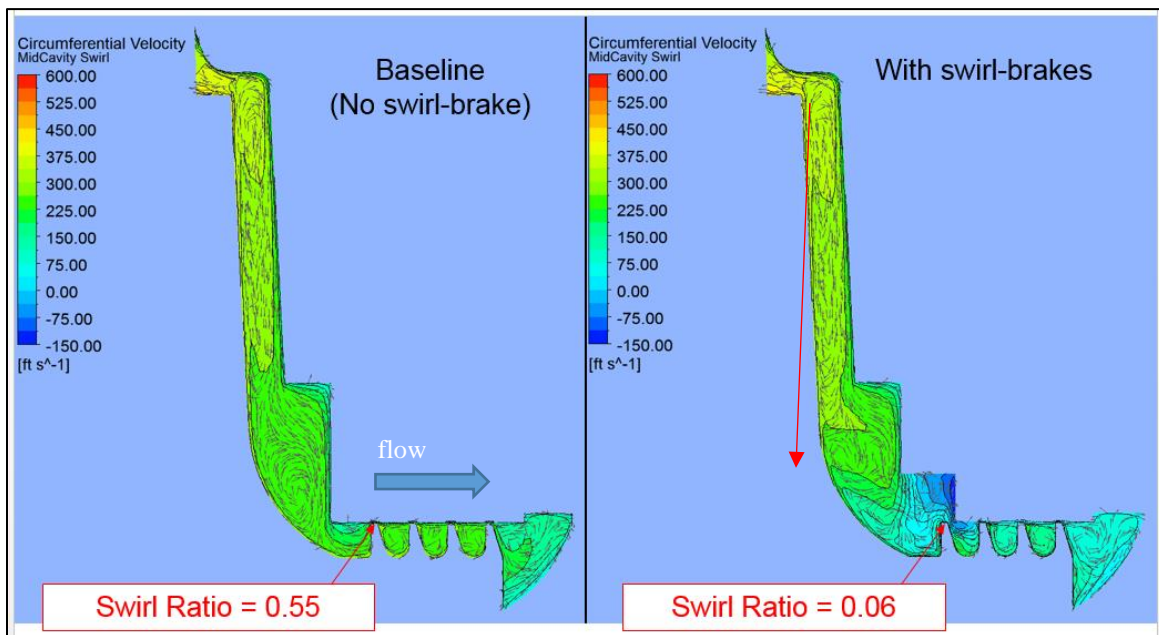 Circumferential Velocity
MidCavity Swirl
600.00
525.00
450.00
375.00
300.00
225.00
150.00
75.00
0.00
-75.00
-150.00
[ft s^-1]
Baseline
(No swirl-brake)
flow
Swirl Ratio = 0.55
Circumferential Velocity
MidCavity Swirl
600.00
525.00
450.00
375.00
300.00
225.00
150.00
75.00
0.00
-75.00
-150.00
[ft s^-1]
With swirl-brakes
Swirl Ratio = 0.06